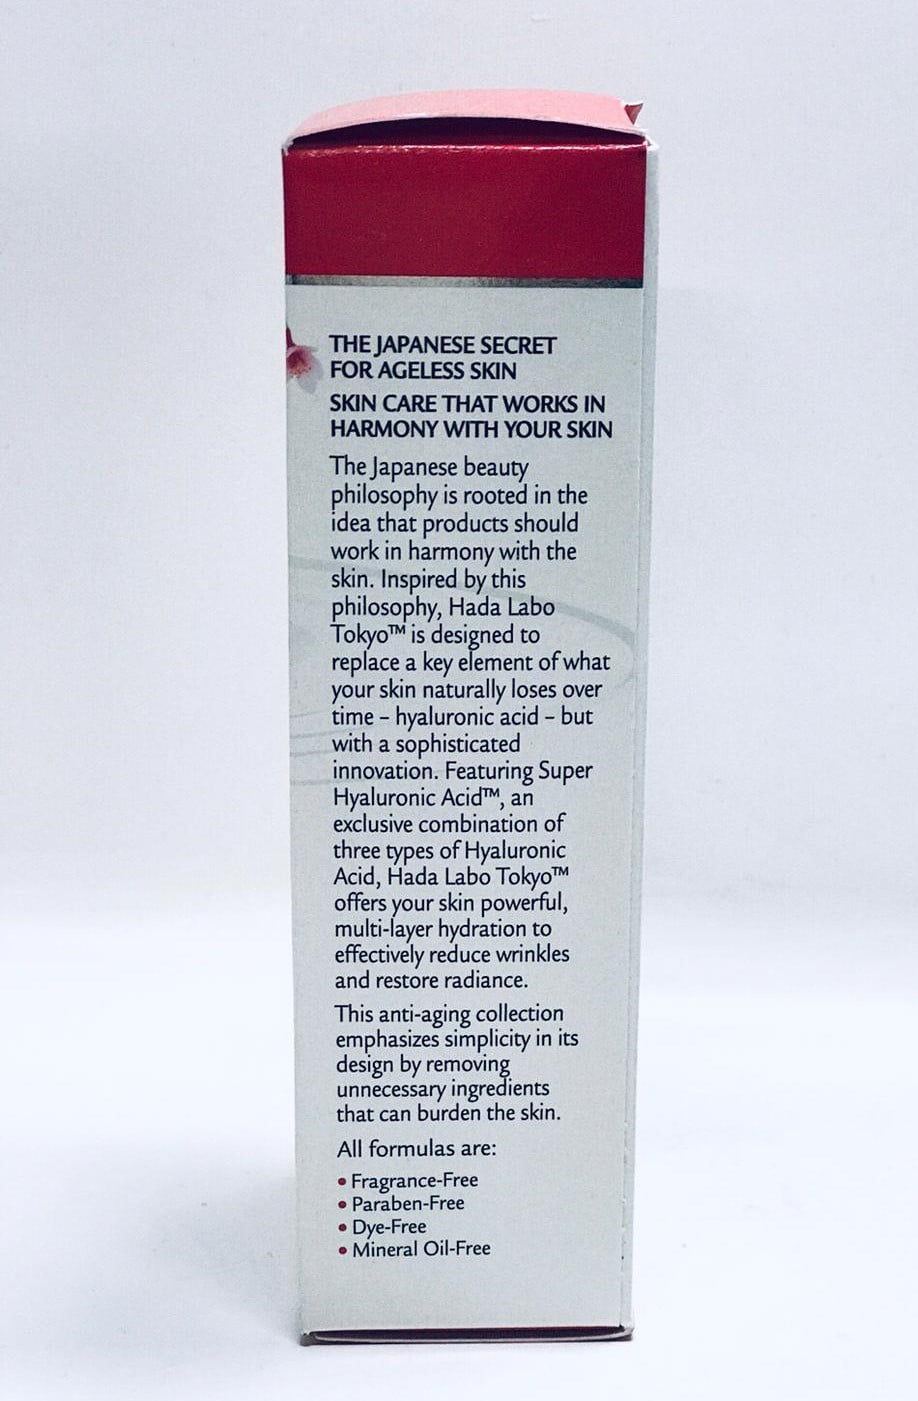 THE JAPANESE SECRET
FOR AGELESS SKIN
SKIN CARE THAT WORKS IN
HARMONY WITH YOUR SKIN
The Japanese beauty
philosophy is rooted in the
idea that products should
work in harmony with the
skin. Inspired by this
philosophy, Hada Labo
Tokyo™ is designed to
replace a key element of what
your skin naturally loses over
time – hyaluronic acid – but
with a sophisticated
innovation. Featuring Super
Hyaluronic Acid™, an
exclusive combination of
three types of Hyaluronic
Acid, Hada Labo Tokyo™
offers your skin powerful,
multi-layer hydration to
effectively reduce wrinkles
and restore radiance.
This anti-aging collection
emphasizes simplicity in its
design by removing
unnecessary ingredients
that can burden the skin.
All formulas are:
• Fragrance-Free
• Paraben-Free
• Dye-Free
• Mineral Oil-Free